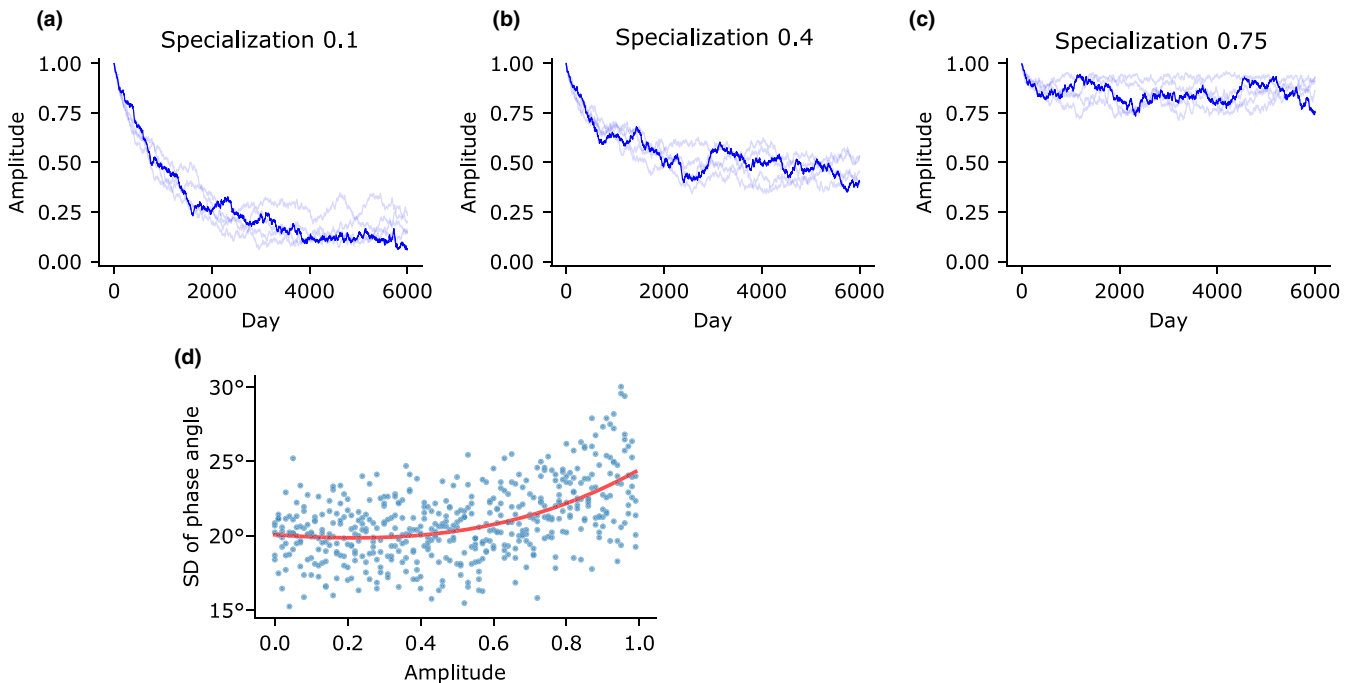 (a)
Specialization 0.1
1.00
0.75
0.50
0.25
0.00
Amplitude
0
2000
4000
6000
Day
(b)
Specialization 0.4
1.00
0.75
0.50
0.25
0.00
Amplitude
0
2000
4000
6000
Day
(c)
Specialization 0.75
1.00
0.75
0.50
0.25
0.00
Amplitude
0
2000
4000
6000
Day
(d)
30°
25°
20°
15°
SD of phase angle
0.0
0.2
0.4
0.6
0.8
1.0
Amplitude